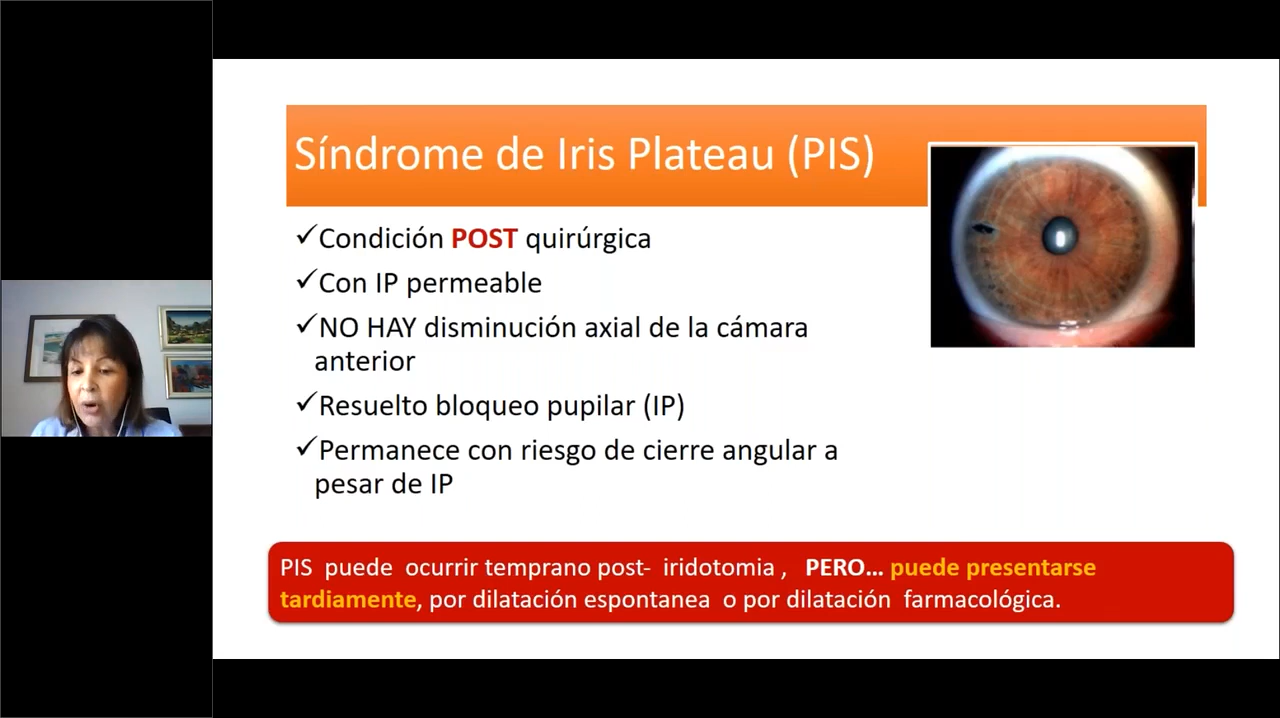 Síndrome de Iris Plateau (PIS)
✓Condición POST quirúrgica
✓Con IP permeable
✓NO HAY disminución axial de la cámara
anterior
✓Resuelto bloqueo pupilar (IP)
✓Permanece con riesgo de cierre angular a
pesar de IP
PIS puede ocurrir temprano post- iridotomia , PERO... puede presentarse
tardiamente, por dilatación espontanea o por dilatación farmacológica.